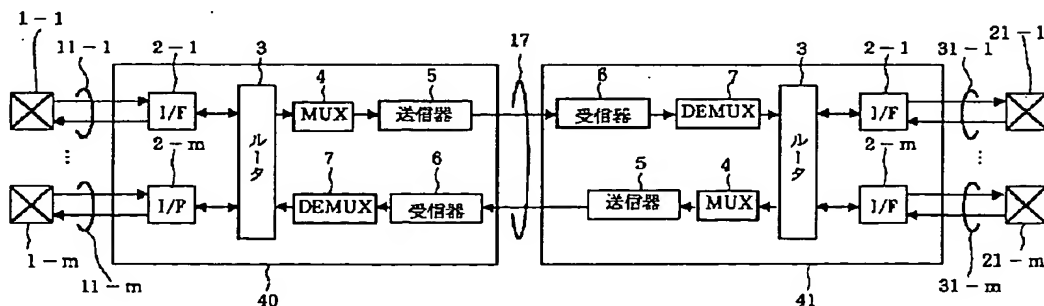 1-1
11-1
2-1
3
4
5
17
6
7
3
2-1
31-1
21-1
I/F
MUX
送信器
受信器
DEMUX
I/F
ルータ
ルータ
2-m
7
6
5
4
2-m
I/F
DEMUX
受信器
送信器
MUX
I/F
1-m
11-m
40
41
31-m
21-m
…
…